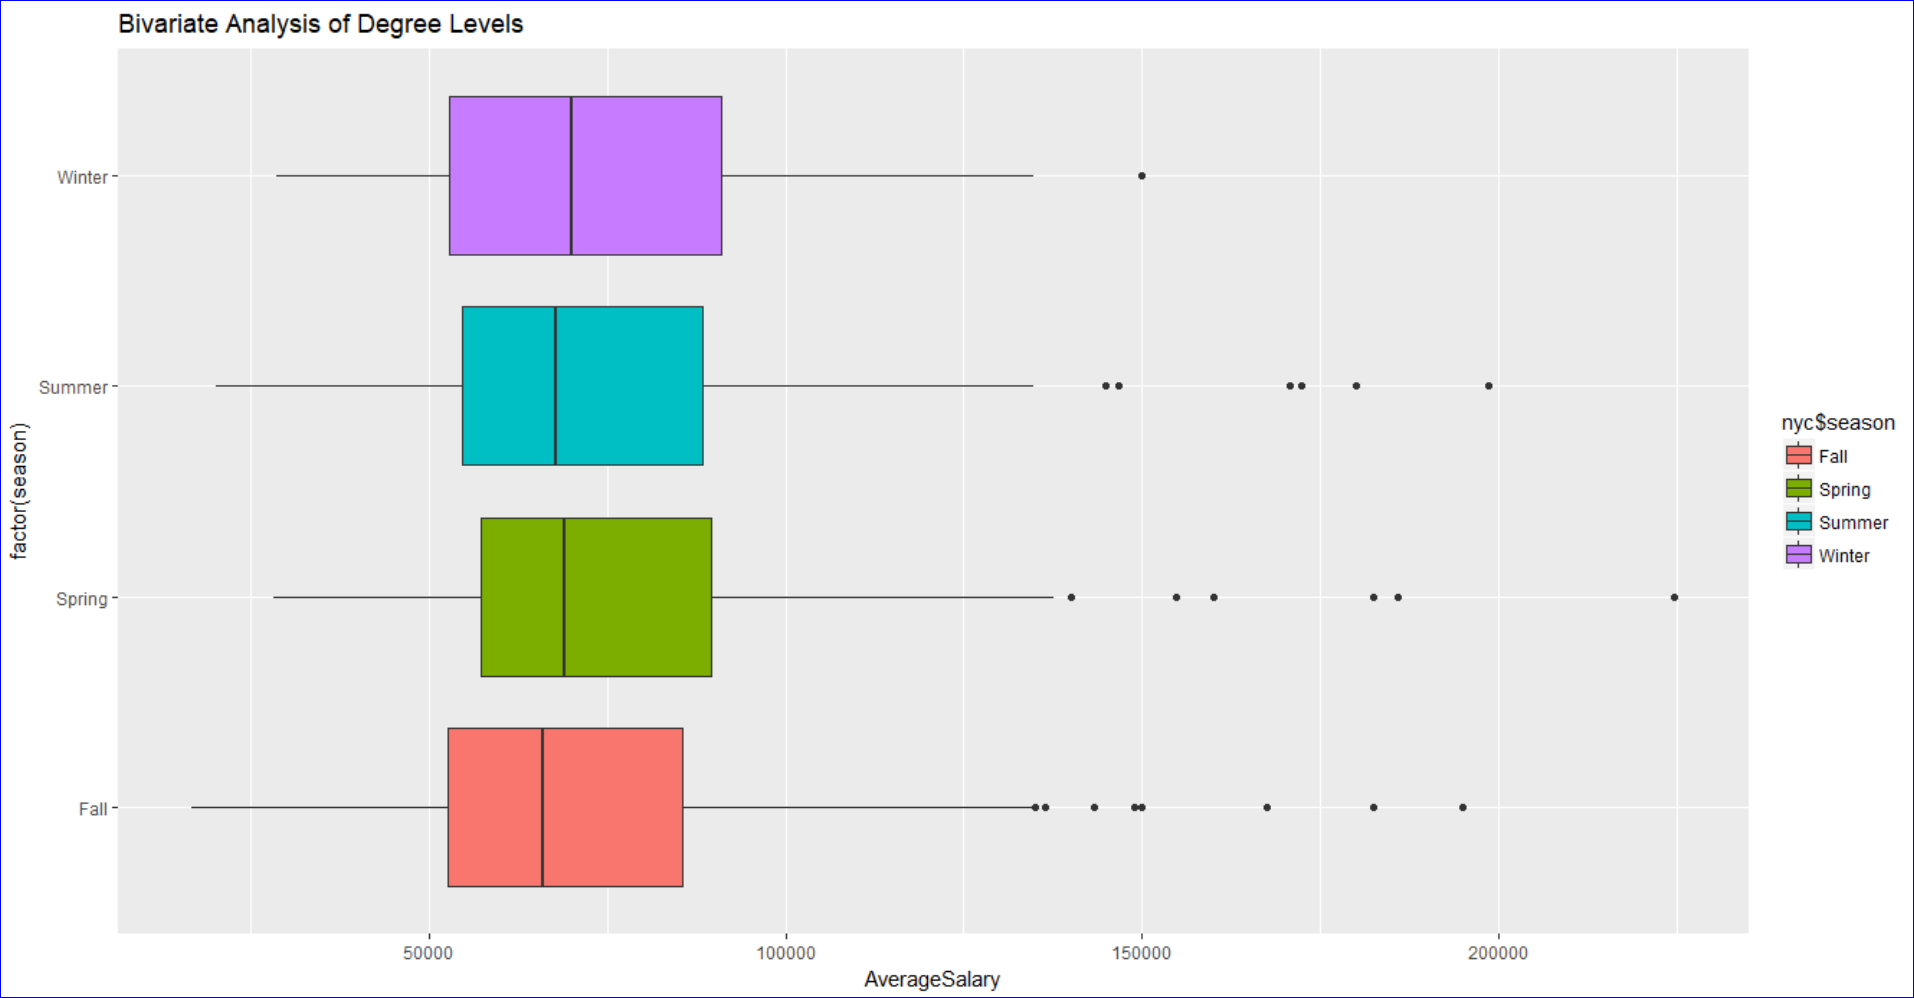 Bivariate Analysis of Degree Levels
Winter
Summer
Spring
Fall
factor(season)
50000
100000
150000
200000
AverageSalary
nyc$season
Fall
Spring
Summer
Winter